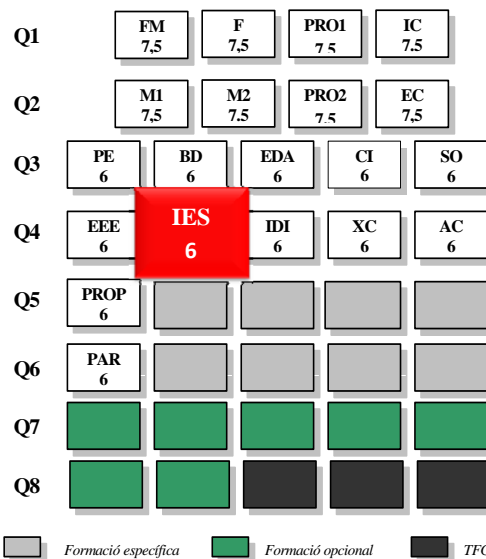 Q1 FM F PRO1 IC
7,5 7,5 7.5 7.5
Q2 M1 M2 PRO2 EC
7,5 7,5 7.5 7,5
Q3 PE BD EDA CI SO
6 6 6 6 6
Q4 EEE IES IDI XC AC
6 6 6 6 6
Q5 PROP
6
Q6 PAR
6
Q7
Q8
Formació específica Formació opcional TFG